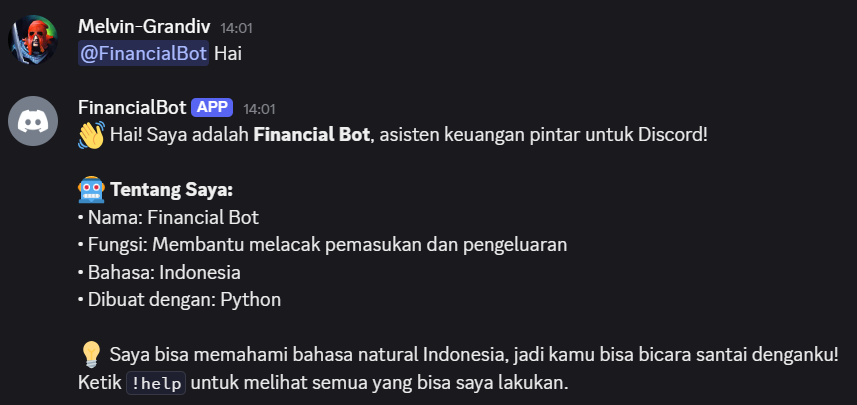 Melvin-Grandiv 14:01
@FinancialBot Hai
FinancialBot APP 14:01
👋 Hai! Saya adalah Financial Bot, asisten keuangan pintar untuk Discord!
🤖 Tentang Saya:
• Nama: Financial Bot
• Fungsi: Membantu melacak pemasukan dan pengeluaran
• Bahasa: Indonesia
• Dibuat dengan: Python
💡 Saya bisa memahami bahasa natural Indonesia, jadi kamu bisa bicara santai denganku!
Ketik !help untuk melihat semua yang bisa saya lakukan.